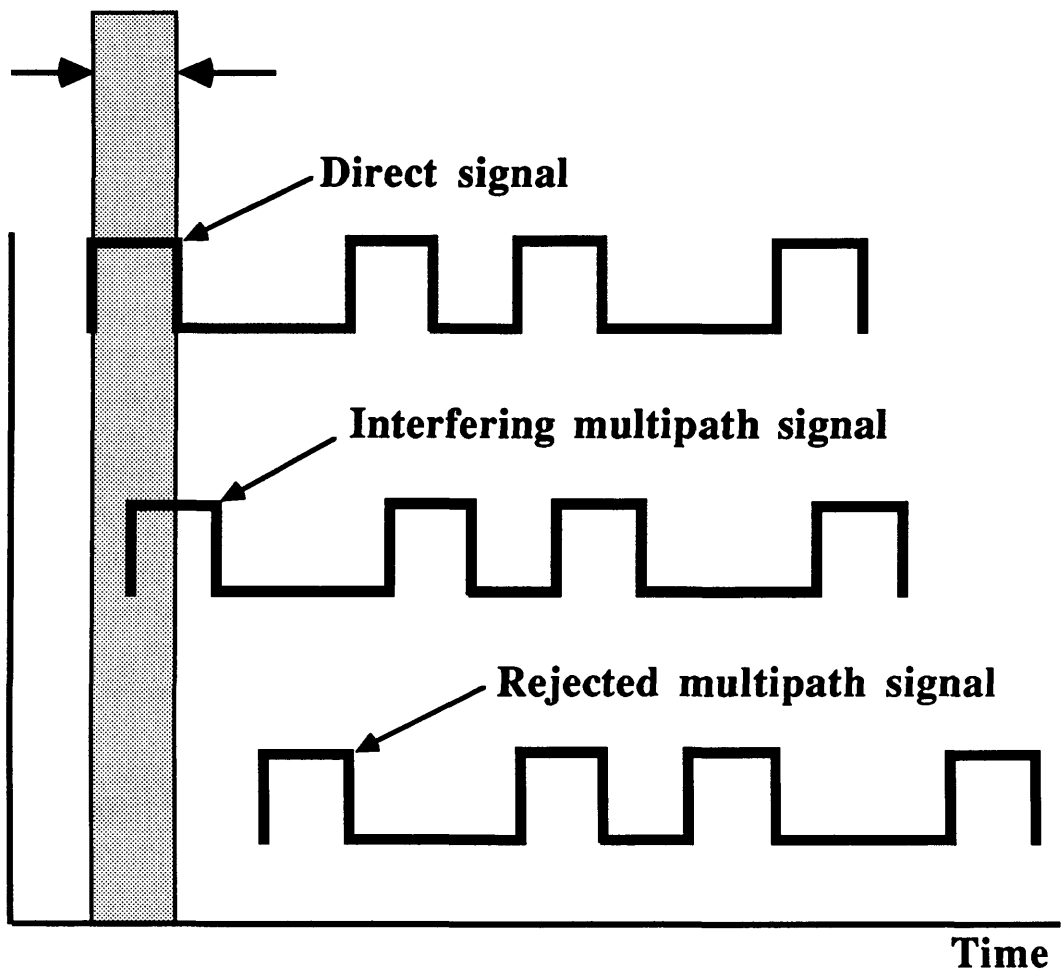 Direct signal
Interfering multipath signal
Rejected multipath signal
Time